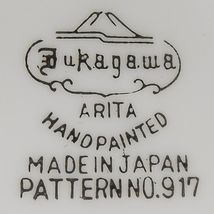 Fukagawa
ARITA
HANDPAINTED
MADE IN JAPAN
PATTERN NO. 917